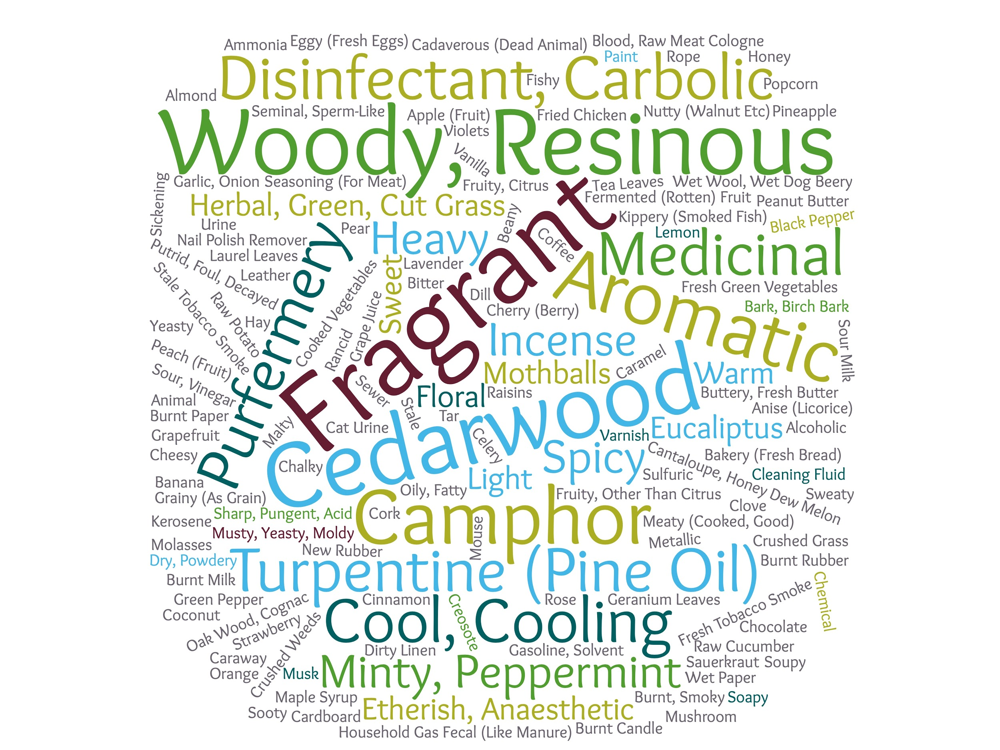 Ammonia
Eggy (Fresh Eggs)
Cadaverous (Dead Animal)
Blood, Raw Meat
Cologne
Paint
Rope
Honey
Disinfectant, Carbolic
Fishy
Popcorn
Almond
Seminal, Sperm-Like
Apple (Fruit)
Fried Chicken
Nutty (Walnut Etc)
Pineapple
Woody, Resinous
Violets
Vanilla
Sickening
Garlic, Onion
Seasoning (For Meat)
Fruity, Citrus
Tea Leaves
Wet Wool, Wet Dog
Beery
Herbal, Green, Cut Grass
Fermented (Rotten) Fruit
Peanut Butter
Kippery (Smoked Fish)
Black Pepper
Urine
Pear
Heavy
Beany
Coffee
Fragrant
Lemon
Medicinal
Nail Polish Remover
Purfermery
Putrid, Foul, Decayed
Laurel Leaves
Stale Tobacco Smoke
Leather
Cooked Vegetables
Sweet
Lavender
Bitter
Dill
Aromatic
Fresh Green Vegetables
Raw Potato
Grape Juice
Cherry (Berry)
Bark, Birch Bark
Yeasty
Hay
Rancid
Incense
Sour Milk
Peach (Fruit)
Mothballs
Caramel
Warm
Sour, Vinegar
Sewer
Floral
Raisins
Cedarwood
Buttery, Fresh Butter
Animal
Stale
Anise (Licorice)
Burnt Paper
Malty
Cat Urine
Tar
Eucaliptus
Alcoholic
Grapefruit
Celery
Varnish
Cheesy
Spicy
Cantaloupe, Honey Dew Melon
Bakery (Fresh Bread)
Chalky
Light
Sulfuric
Cleaning Fluid
Banana
Oily, Fatty
Fruity, Other Than Citrus
Sweaty
Grainy (As Grain)
Camphor
Clove
Kerosene
Sharp, Pungent, Acid
Cork
Mouse
Meaty (Cooked, Good)
Musty, Yeasty, Moldy
Metallic
Crushed Grass
Molasses
New Rubber
Dry, Powdery
Turpentine (Pine Oil)
Burnt Rubber
Burnt Milk
Chemical
Green Pepper
Cinnamon
Creosote
Rose
Geranium Leaves
Fresh Tobacco Smoke
Coconut
Oak Wood, Cognac
Cool, Cooling
Chocolate
Strawberry
Crushed Weeds
Dirty Linen
Gasoline, Solvent
Raw Cucumber
Caraway
Sauerkraut
Soupy
Orange
Musk
Minty, Peppermint
Wet Paper
Maple Syrup
Etherish, Anaesthetic
Burnt, Smoky
Soapy
Sooty
Cardboard
Mushroom
Household Gas
Fecal (Like Manure)
Burnt Candle